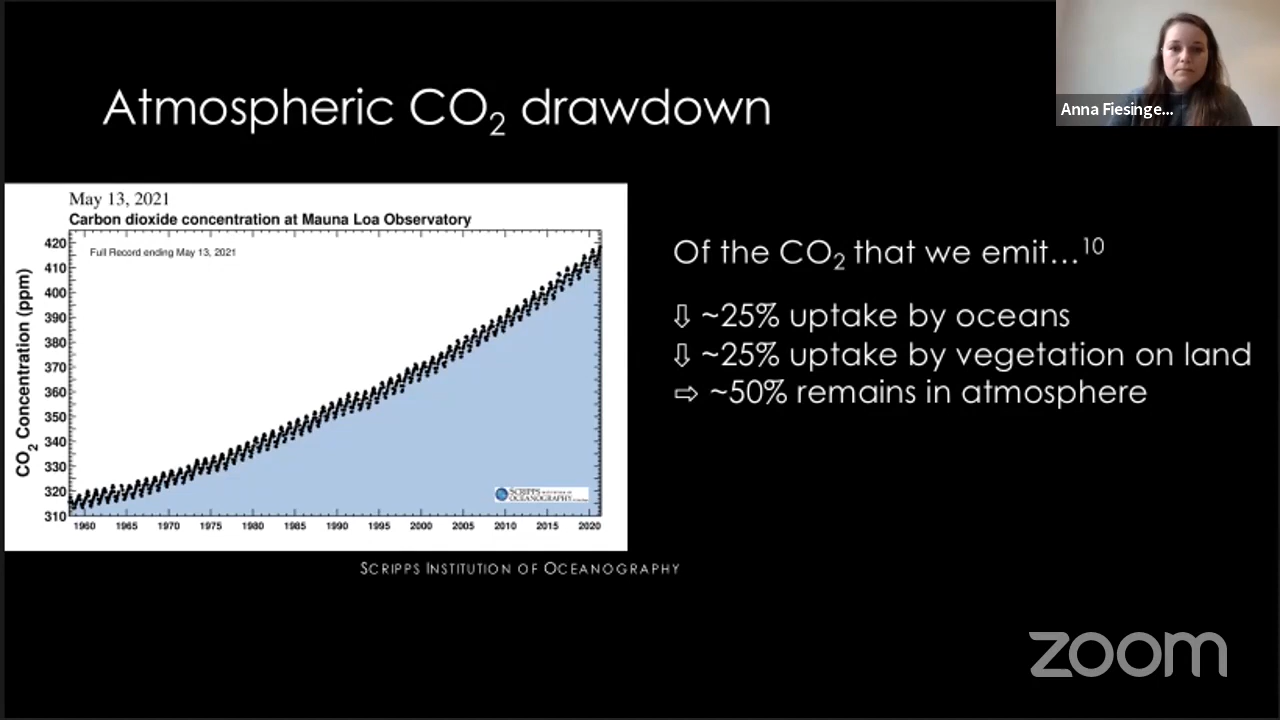 Atmospheric CO₂ drawdown
Anna Fiesinge...
May 13, 2021
Carbon dioxide concentration at Mauna Loa Observatory
Full Record ending May 13, 2021
CO₂ Concentration (ppm)
420
410
400
390
380
370
360
350
340
330
320
310
1960 1965 1970 1975 1980 1985 1990 1995 2000 2005 2010 2015 2020
SCRIPPS
OCEANOGRAPHY
SCRIPPS INSTITUTION OF OCEANOGRAPHY
Of the CO₂ that we emit...¹⁰
⇩ ~25% uptake by oceans
⇩ ~25% uptake by vegetation on land
⇨ ~50% remains in atmosphere
zoom